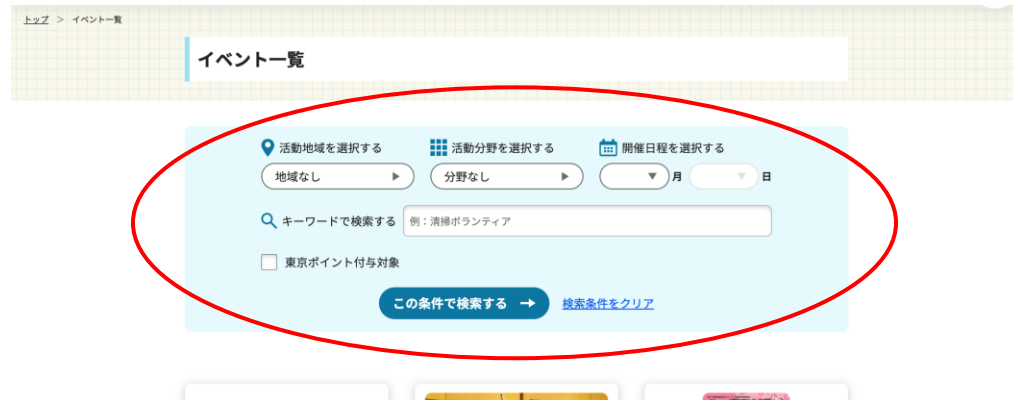 トップ > イベント一覧
イベント一覧
活動地域を選択する 活動分野を選択する 開催日程を選択する
地域なし 分野なし 月 日
キーワードで検索する 例：清掃ボランティア
東京ポイント付与対象
この条件で検索する → 検索条件をクリア